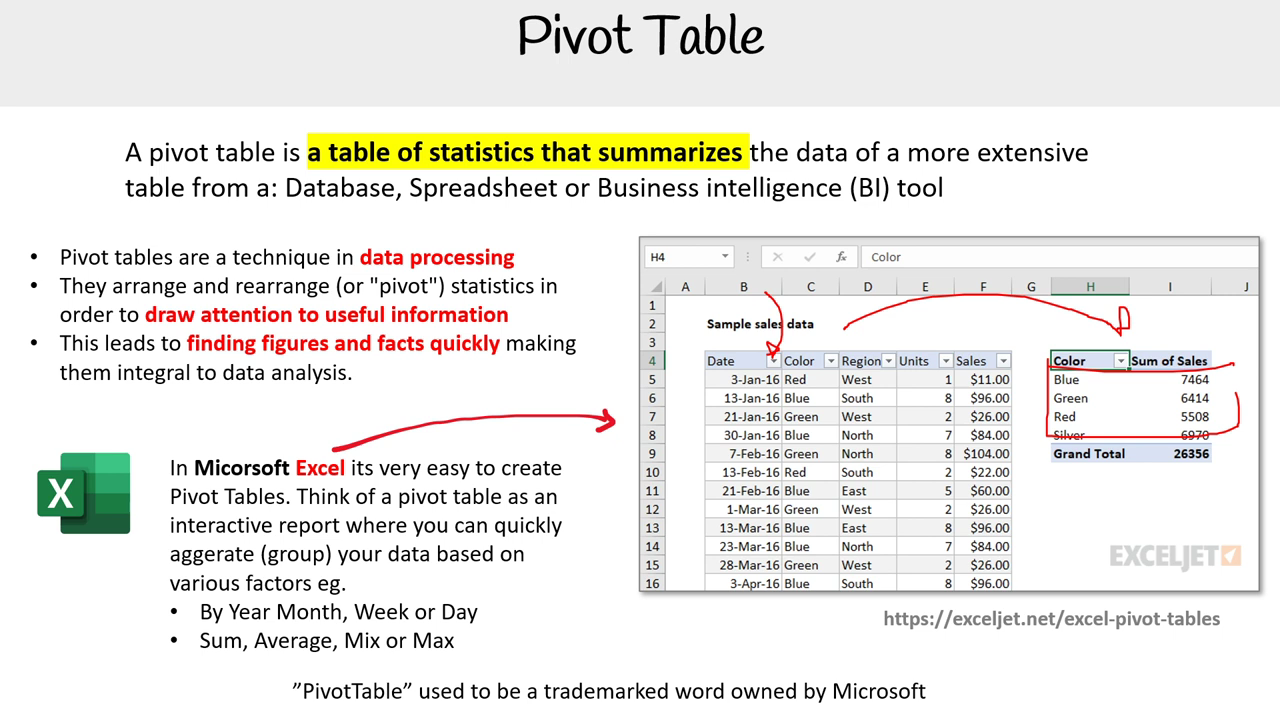 Pivot Table
A pivot table is a table of statistics that summarizes the data of a more extensive
table from a: Database, Spreadsheet or Business intelligence (BI) tool
• Pivot tables are a technique in data processing
• They arrange and rearrange (or "pivot") statistics in
order to draw attention to useful information
• This leads to finding figures and facts quickly making
them integral to data analysis.
X
In Micorsoft Excel its very easy to create
Pivot Tables. Think of a pivot table as an
interactive report where you can quickly
aggerate (group) your data based on
various factors eg.
• By Year Month, Week or Day
• Sum, Average, Mix or Max
H4 fx Color
A B C D E F G H I J
1
2 Sample sales data
3
4 Date Color Region Units Sales Color Sum of Sales
5 3-Jan-16 Red West 1 $11.00 Blue 7464
6 13-Jan-16 Blue South 8 $96.00 Green 6414
7 21-Jan-16 Green West 2 $26.00 Red 5508
8 30-Jan-16 Blue North 7 $84.00 Silver 6970
9 7-Feb-16 Green North 8 $104.00 Grand Total 26356
10 13-Feb-16 Red South 2 $22.00
11 21-Feb-16 Blue East 5 $60.00
12 1-Mar-16 Green West 2 $26.00
13 13-Mar-16 Blue East 8 $96.00
14 23-Mar-16 Blue North 7 $84.00
15 28-Mar-16 Green West 2 $26.00
16 3-Apr-16 Blue South 8 $96.00
EXCELJET
https://exceljet.net/excel-pivot-tables
”PivotTable” used to be a trademarked word owned by Microsoft